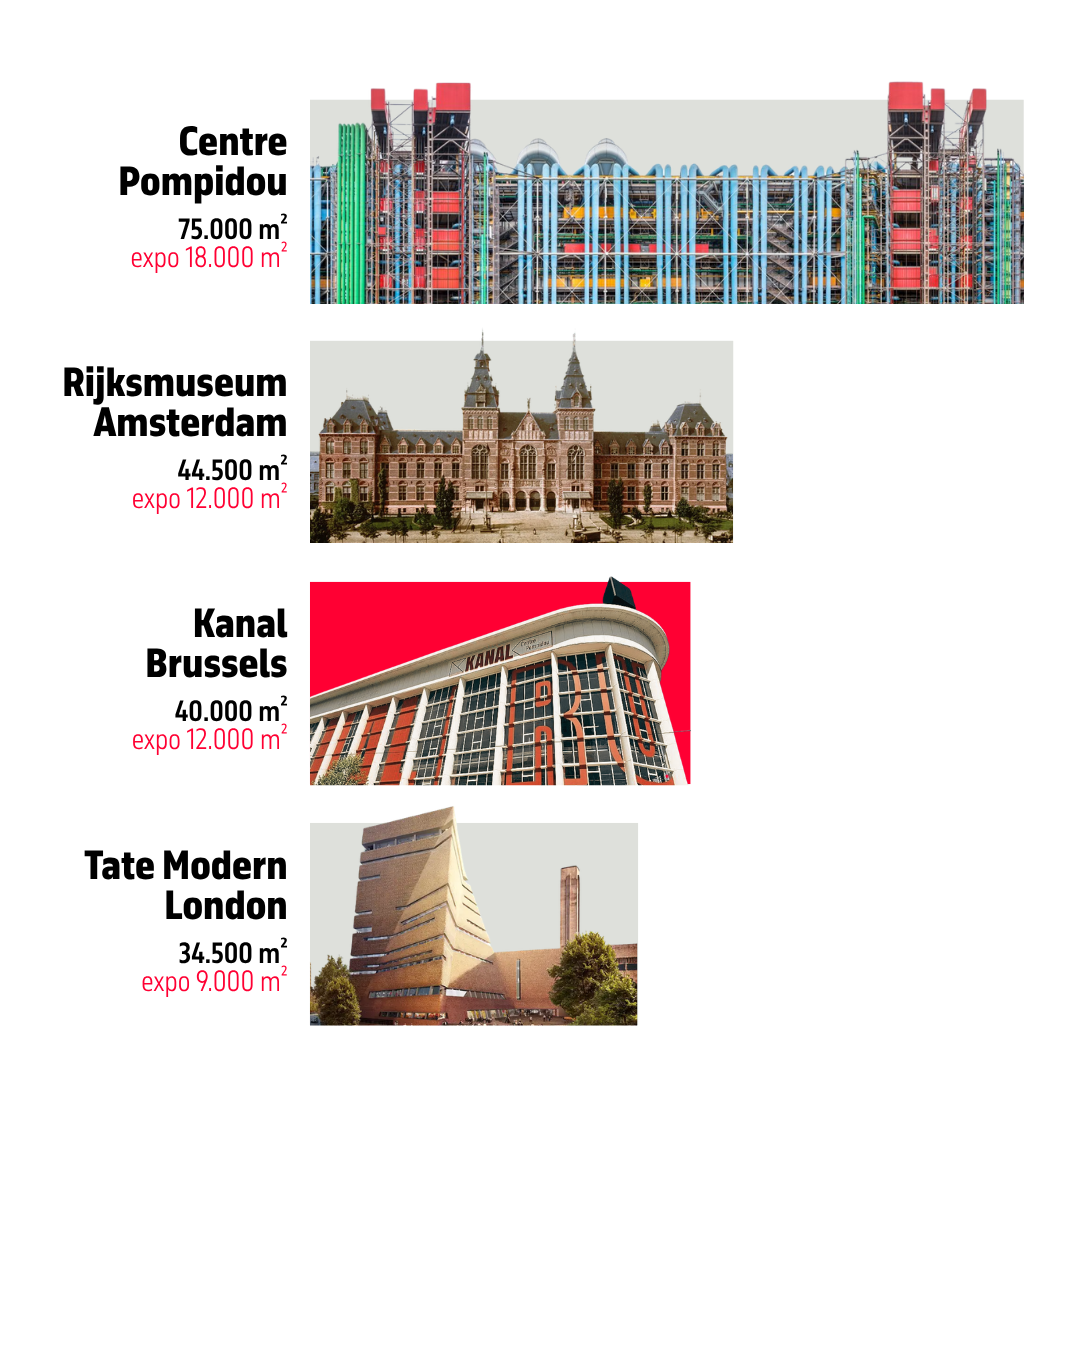 Centre
Pompidou
75.000 m²
expo 18.000 m²
Rijksmuseum
Amsterdam
44.500 m²
expo 12.000 m²
Kanal
Brussels
40.000 m²
expo 12.000 m²
KANAL
Centre
Pompidou
Tate Modern
London
34.500 m²
expo 9.000 m²